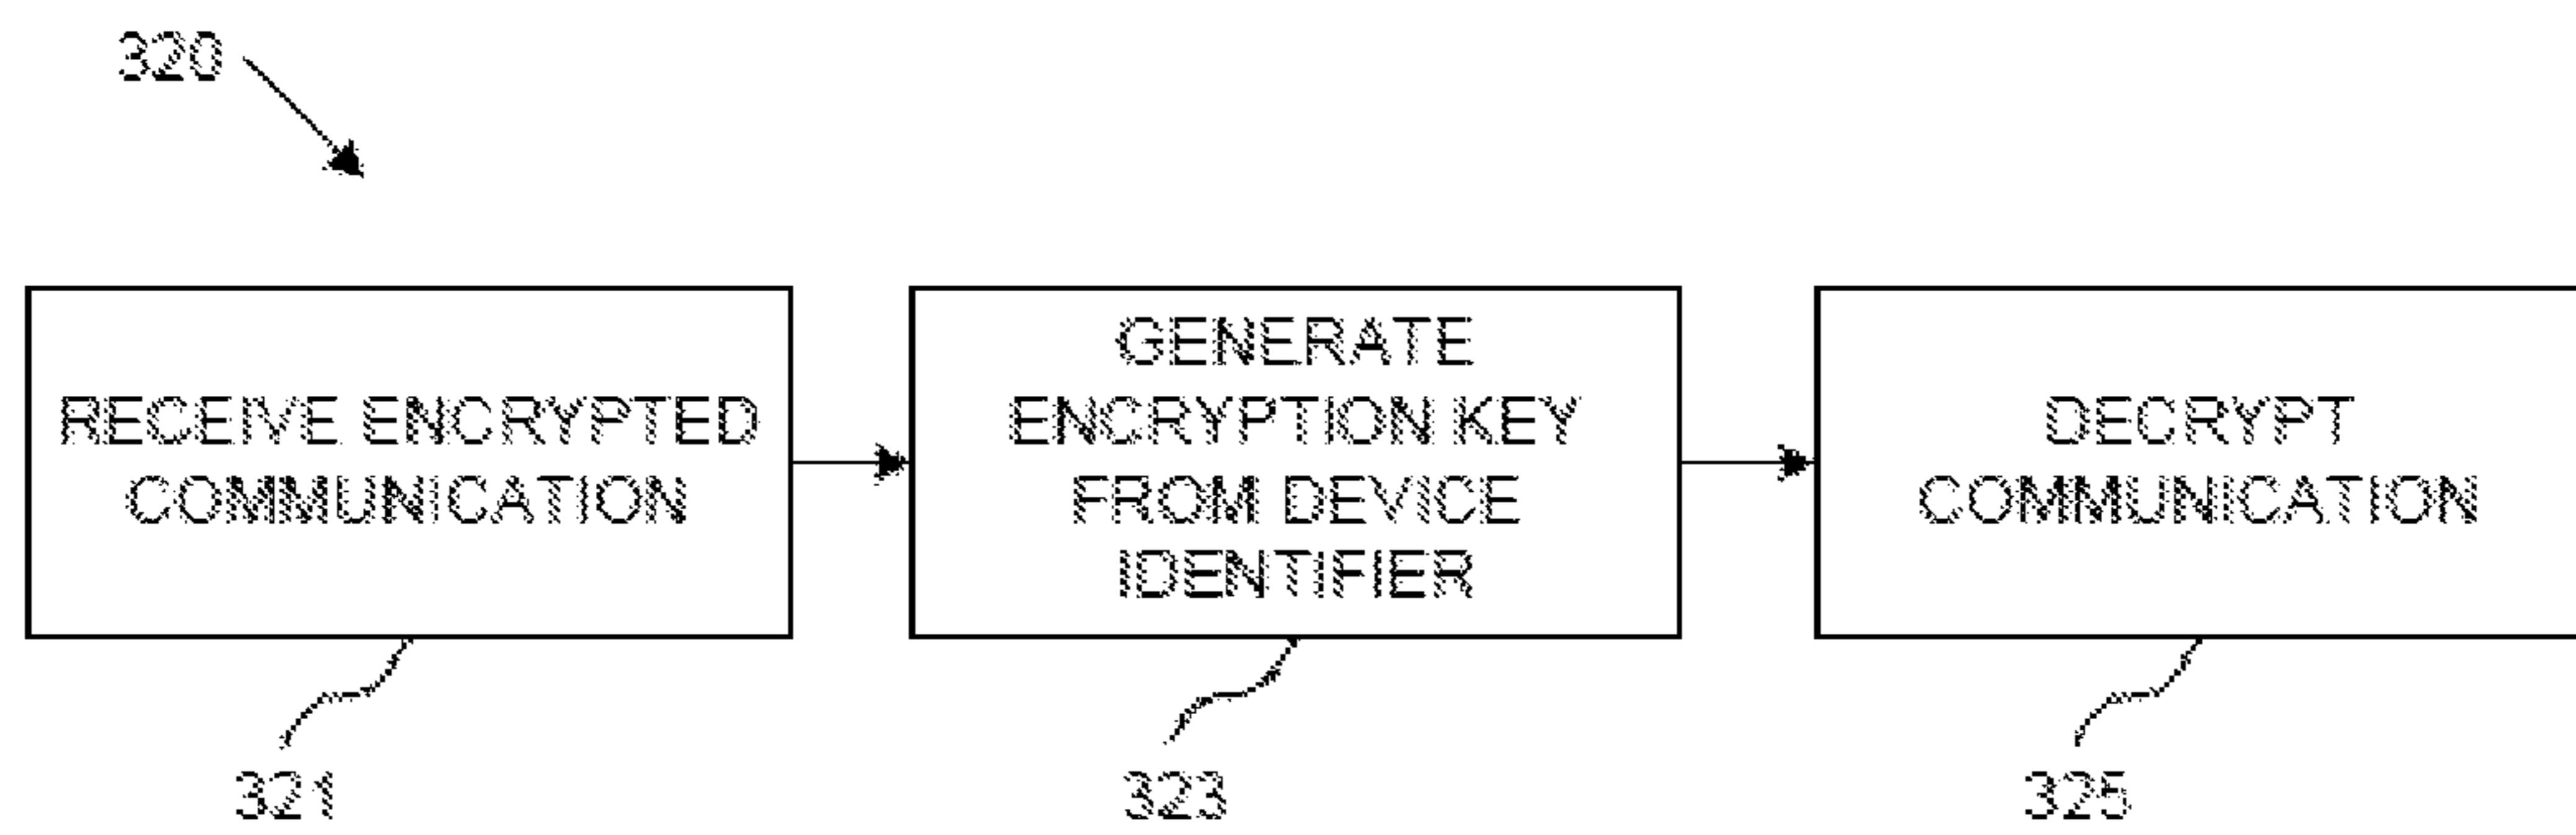 320
RECEIVE ENCRYPTED
COMMUNICATION
GENERATE
ENCRYPTION KEY
FROM DEVICE
IDENTIFIER
DECRYPT
COMMUNICATION
321
323
325